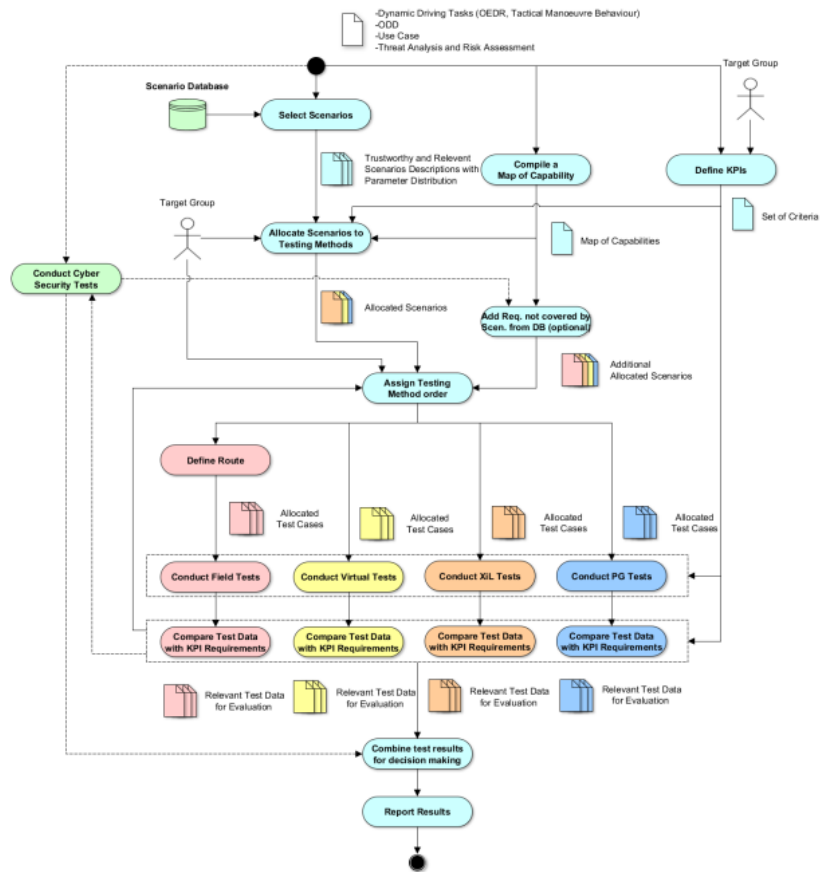 -Dynamic Driving Tasks (OEDR, Tactical Manoeuvre Behaviour)
-ODD
-Use Case
-Threat Analysis and Risk Assessment
Target Group
Scenario Database
Select Scenarios
Trustworthy and Relevent
Scenarios Descriptions with
Parameter Distribution
Compile a
Map of Capability
Define KPIs
Target Group
Set of Criteria
Allocate Scenarios to
Testing Methods
Map of Capabilities
Conduct Cyber
Security Tests
Allocated Scenarios
Add Req. not covered by
Scen. from DB (optional)
Additional
Allocated Scenarios
Assign Testing
Method order
Define Route
Allocated
Test Cases
Allocated
Test Cases
Allocated
Test Cases
Allocated
Test Cases
Conduct Field Tests
Conduct Virtual Tests
Conduct XiL Tests
Conduct PG Tests
Compare Test Data
with KPI Requirements
Compare Test Data
with KPI Requirements
Compare Test Data
with KPI Requirements
Compare Test Data
with KPI Requirements
Relevant Test Data
for Evaluation
Relevant Test Data
for Evaluation
Relevant Test Data
for Evaluation
Relevant Test Data
for Evaluation
Combine test results
for decision making
Report Results